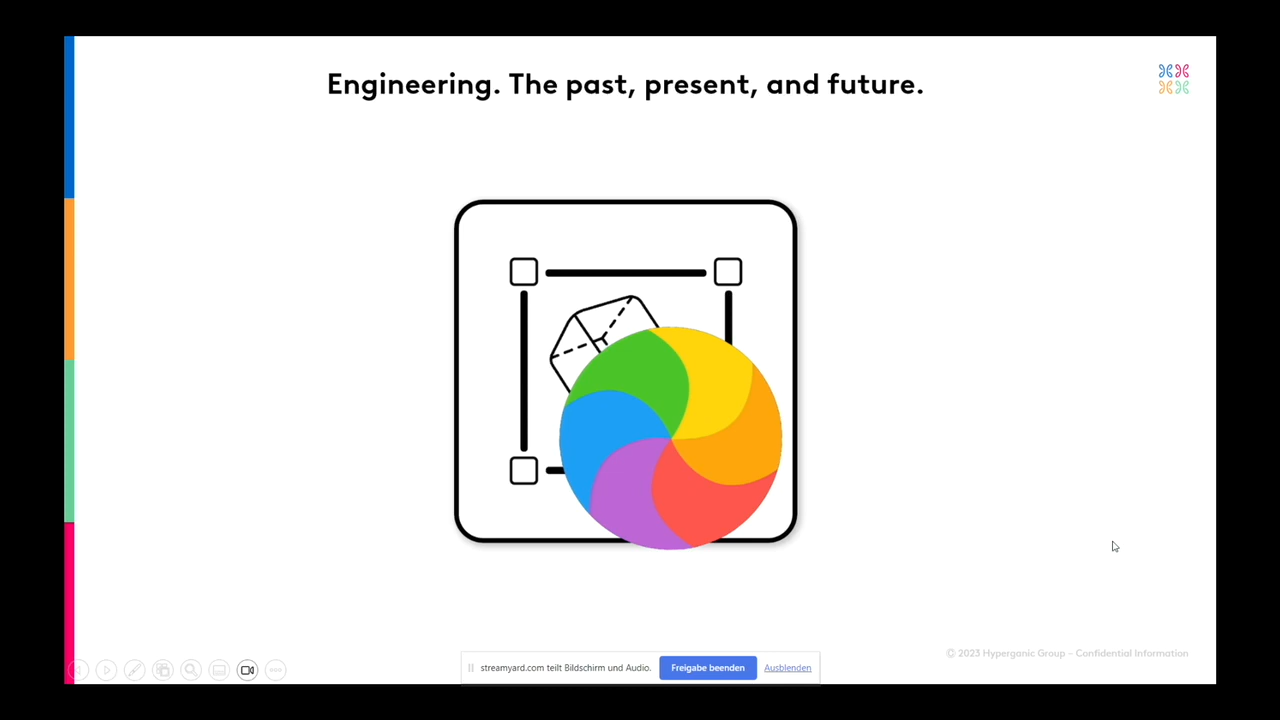 Engineering. The past, present, and future.
© 2023 Hyperganic Group – Confidential Information
streamyard.com teilt Bildschirm und Audio. Freigabe beenden Ausblenden